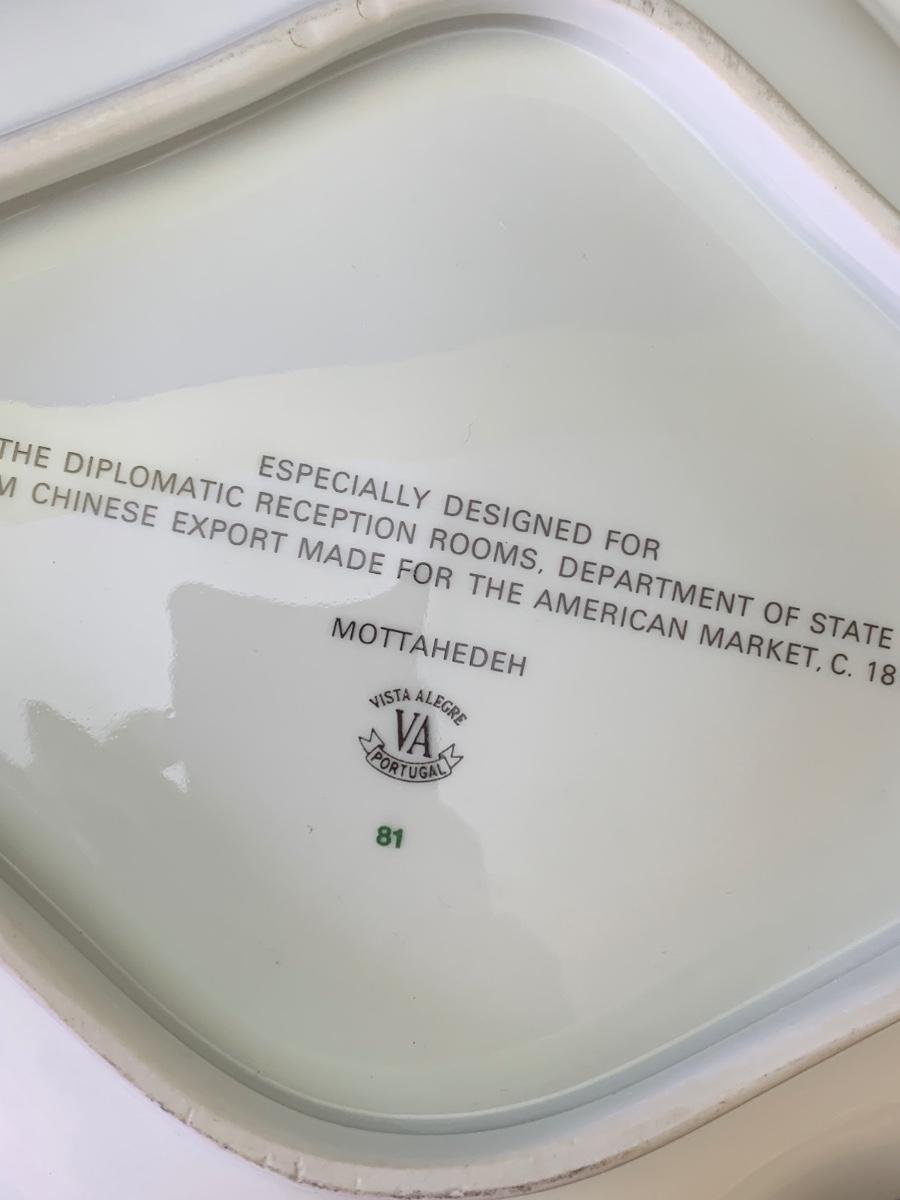 ESPECIALLY DESIGNED FOR
THE DIPLOMATIC RECEPTION ROOMS, DEPARTMENT OF STATE
M CHINESE EXPORT MADE FOR THE AMERICAN MARKET, C. 18
MOTTAHEDEH
VISTA ALEGRE
VA
PORTUGAL
81